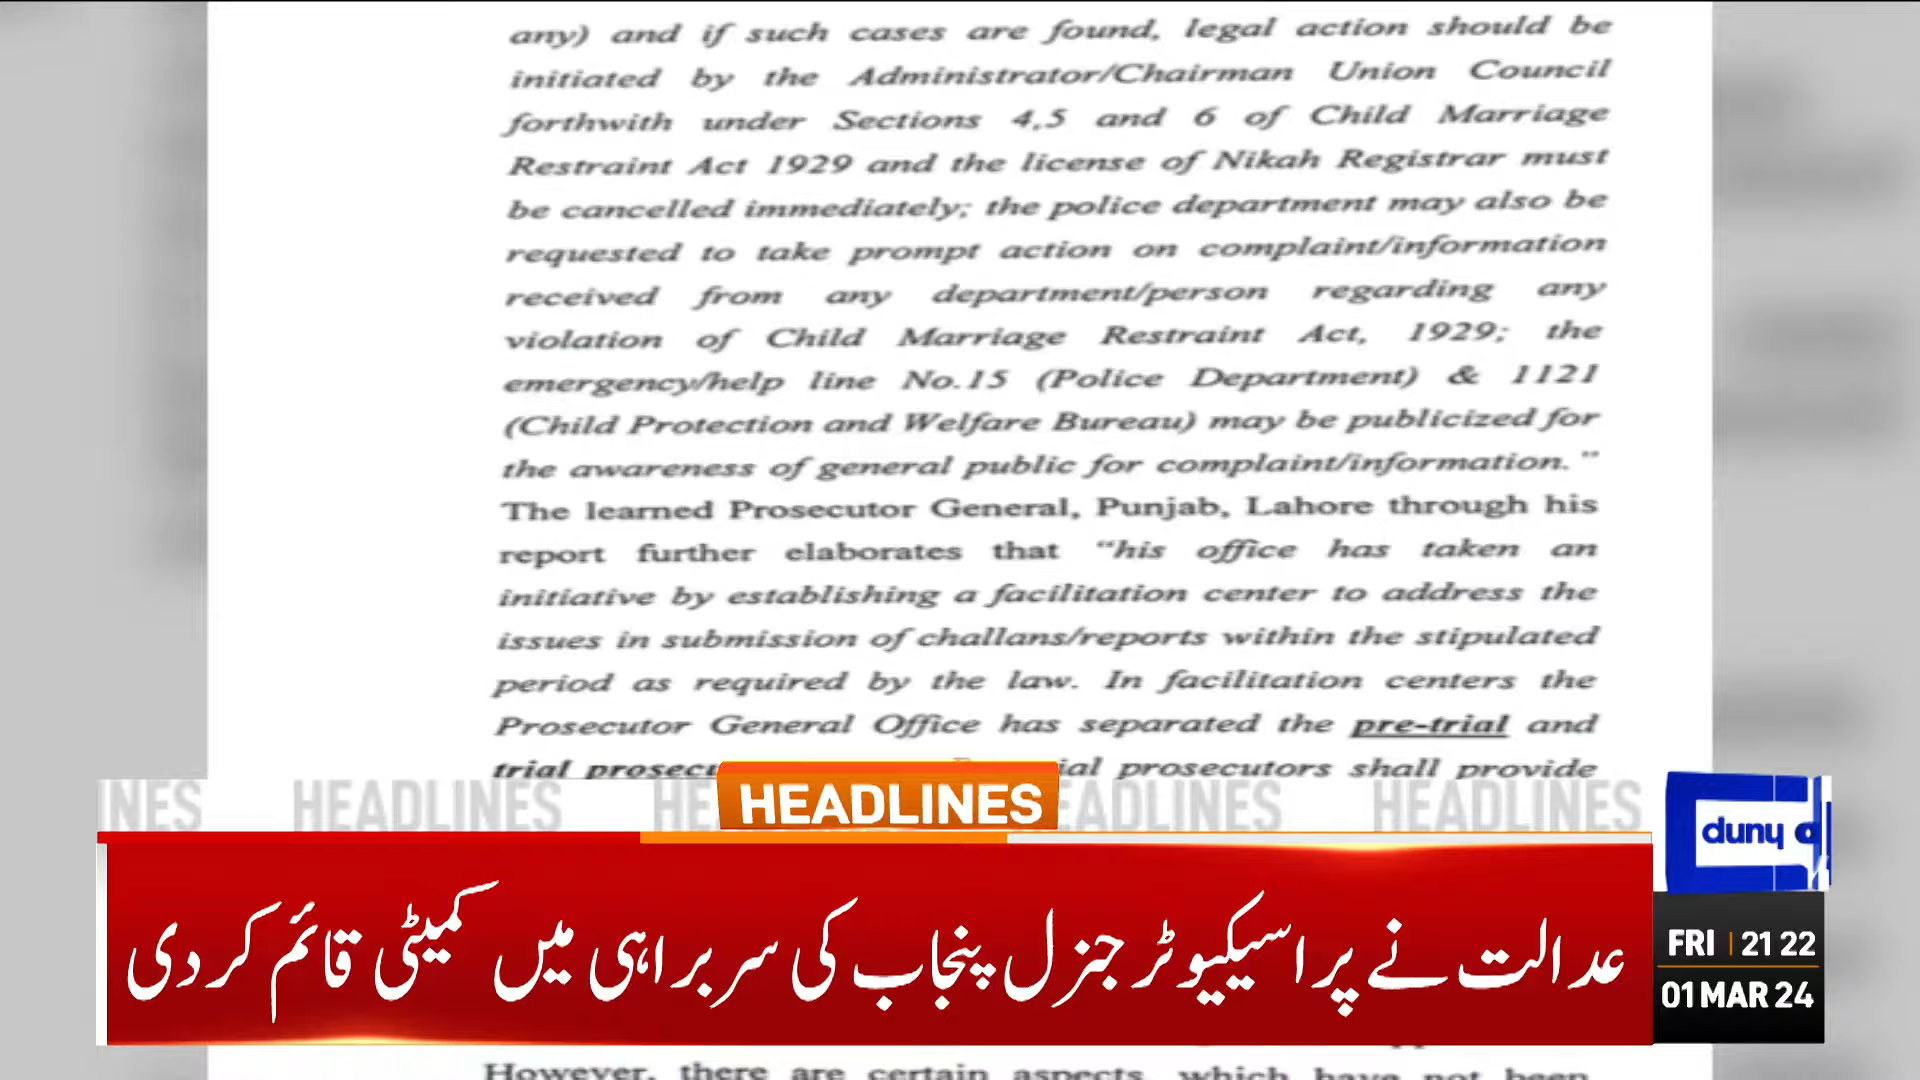 any) and if such cases are found, legal action should be
initiated by the Administrator/Chairman Union Council
forthwith under Sections 4,5 and 6 of Child Marriage
Restraint Act 1929 and the license of Nikah Registrar must
be cancelled immediately; the police department may also be
requested to take prompt action on complaint/information
received from any department/person regarding any
violation of Child Marriage Restraint Act, 1929; the
emergency/help line No.15 (Police Department) & 1121
(Child Protection and Welfare Bureau) may be publicized for
the awareness of general public for complaint/information."
The learned Prosecutor General, Punjab, Lahore through his
report further elaborates that "his office has taken an
initiative by establishing a facilitation center to address the
issues in submission of challans/reports within the stipulated
period as required by the law. In facilitation centers the
Prosecutor General Office has separated the pre-trial and
trial prosecutors shall provide
NES HEADLINES HEADLINES HEADLINES
HEADLINES
duny
عدالت نے پراسیکیوٹر جنرل پنجاب کی سربراہی میں کمیٹی قائم کر دی
FRI 21 22
01 MAR 24
However, there are certain aspects, which have not been